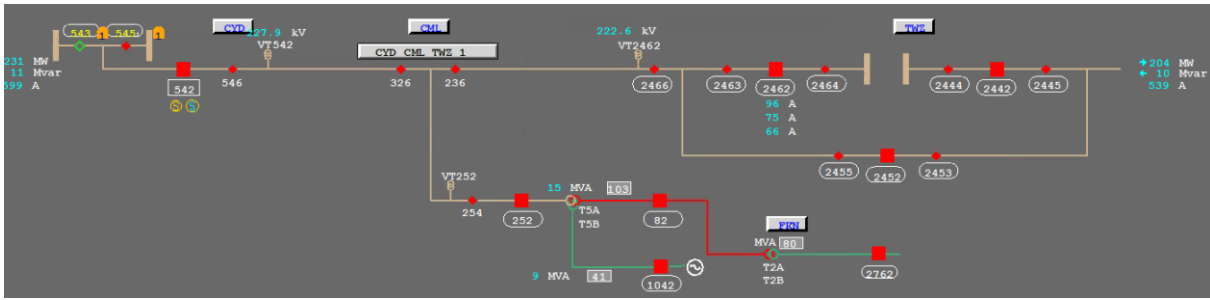 543 1 545 1
CYD
CML
TWZ
227.9 kV
VT542
222.6 kV
VT2462
CYD CML TWZ 1
231 MW
11 Mvar
599 A
204 MW
10 Mvar
539 A
542
546
326
236
2466
2463
2462
2464
2444
2442
2445
96 A
75 A
66 A
S S
2455
2452
2453
VT252
254
252
15 MVA 103
T5A
T5B
82
MVA 80
T2A
T2B
2762
9 MVA 41
1042